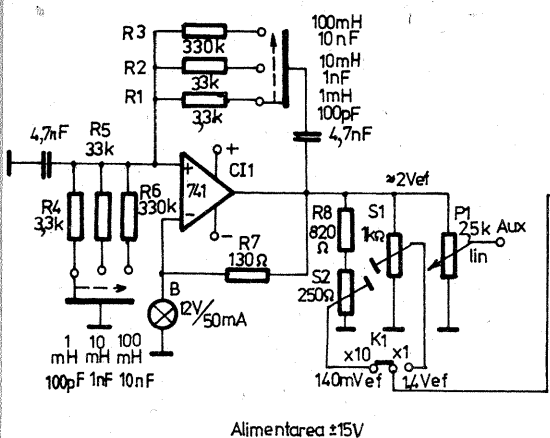 R3
330k
R2
33k
R1
3,3k
100mH
10nF
10mH
1nF
1mH
100pF
4,7nF
4,7nF
R5
33k
R4
3,3k
R6
330k
+
741
-
+
CI1
-
R7
130Ω
B
12V/
50mA
≈2Vef
R8
820
Ω
S1
1kΩ
P1
25k
lin
Aux
S2
250Ω
K1
x10
x1
140mVef
1,4Vef
1 10 100
mH mH mH
100pF 1nF 10nF
Alimentarea ±15V